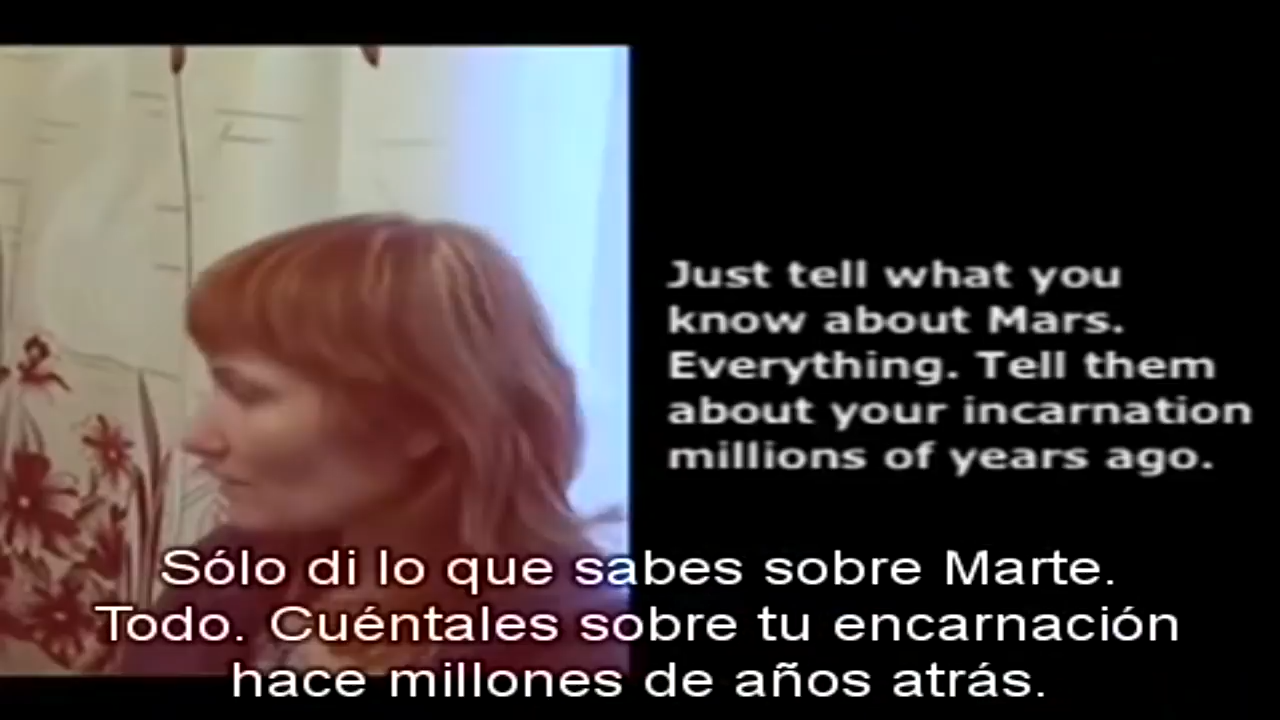 Just tell what you
know about Mars.
Everything. Tell them
about your incarnation
millions of years ago.
Sólo di lo que sabes sobre Marte.
Todo. Cuéntales sobre tu encarnación
hace millones de años atrás.